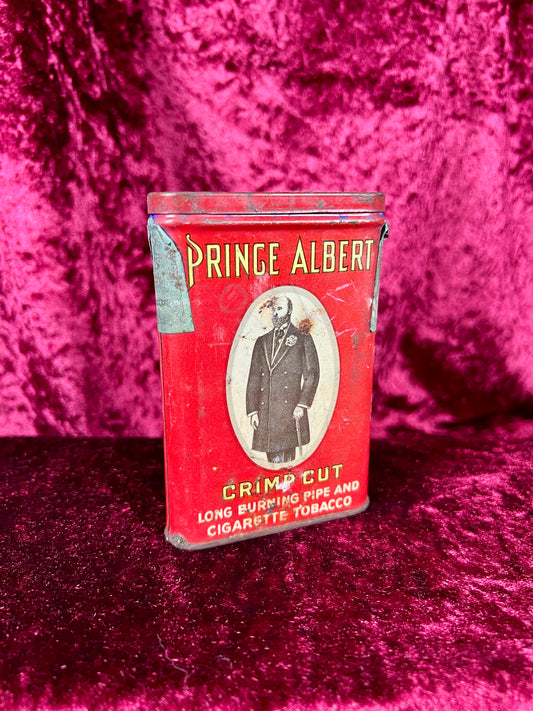 PRINCE ALBERT
CRIMP CUT
LONG BURNING PIPE AND
CIGARETTE TOBACCO